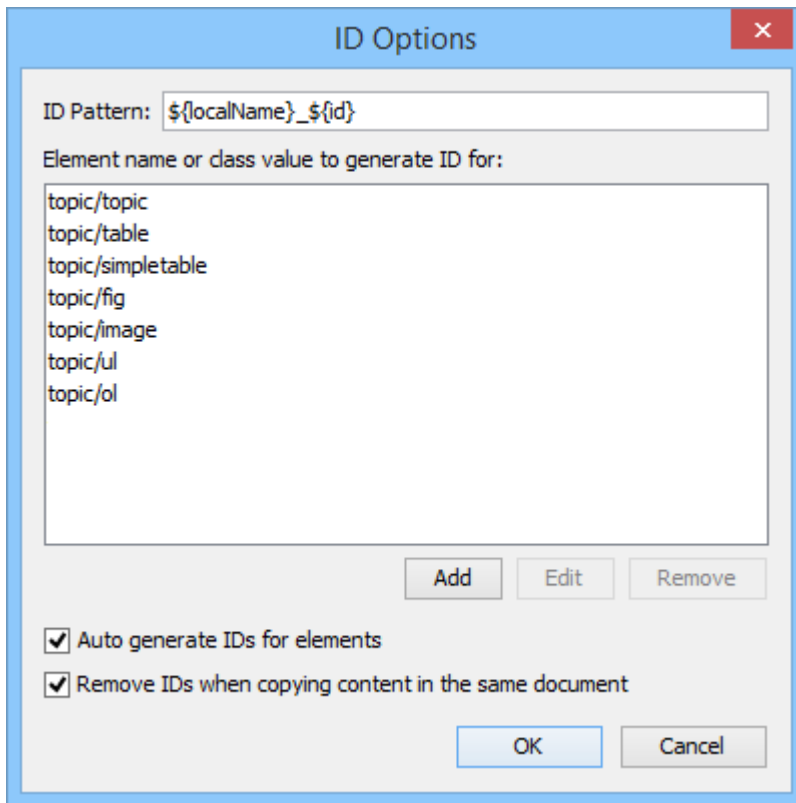 ID Options
ID Pattern: ${localName}_${id}
Element name or class value to generate ID for:
topic/topic
topic/table
topic/simpletable
topic/fig
topic/image
topic/ul
topic/ol
Add Edit Remove
Auto generate IDs for elements
Remove IDs when copying content in the same document
OK Cancel